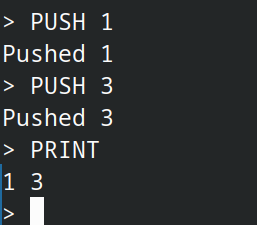 > PUSH 1
Pushed 1
> PUSH 3
Pushed 3
> PRINT
1 3
>